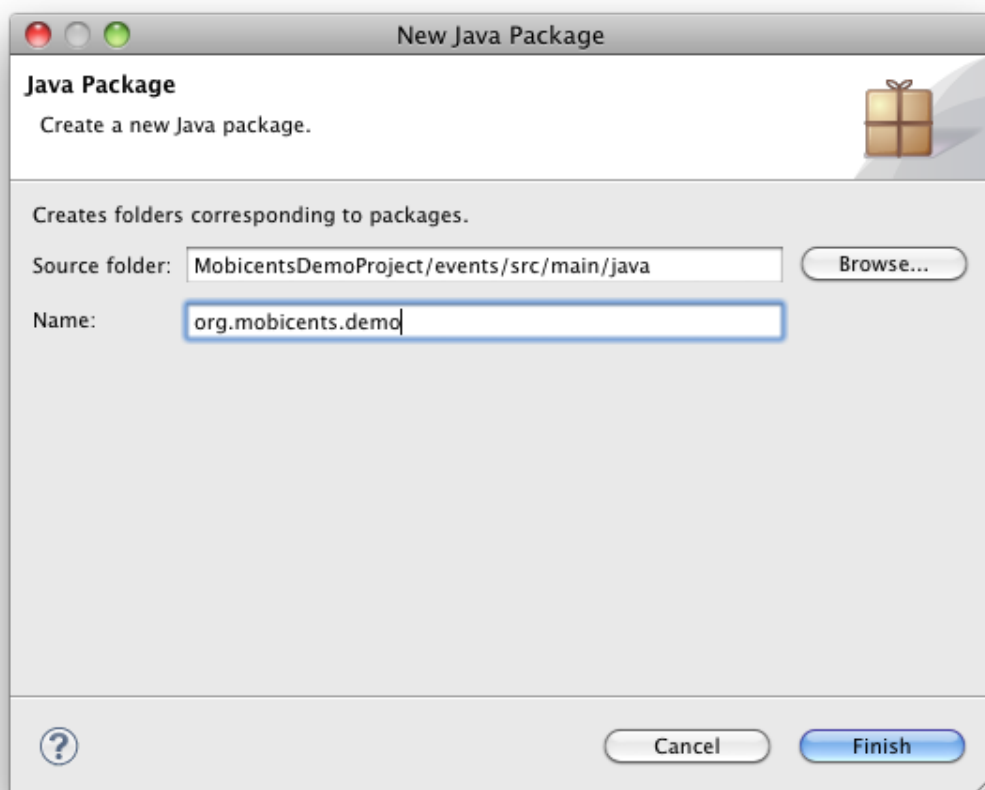 New Java Package
Java Package
Create a new Java package.
Creates folders corresponding to packages.
Source folder: MobicentsDemoProject/events/src/main/java Browse...
Name: org.mobicents.demo
? Cancel Finish